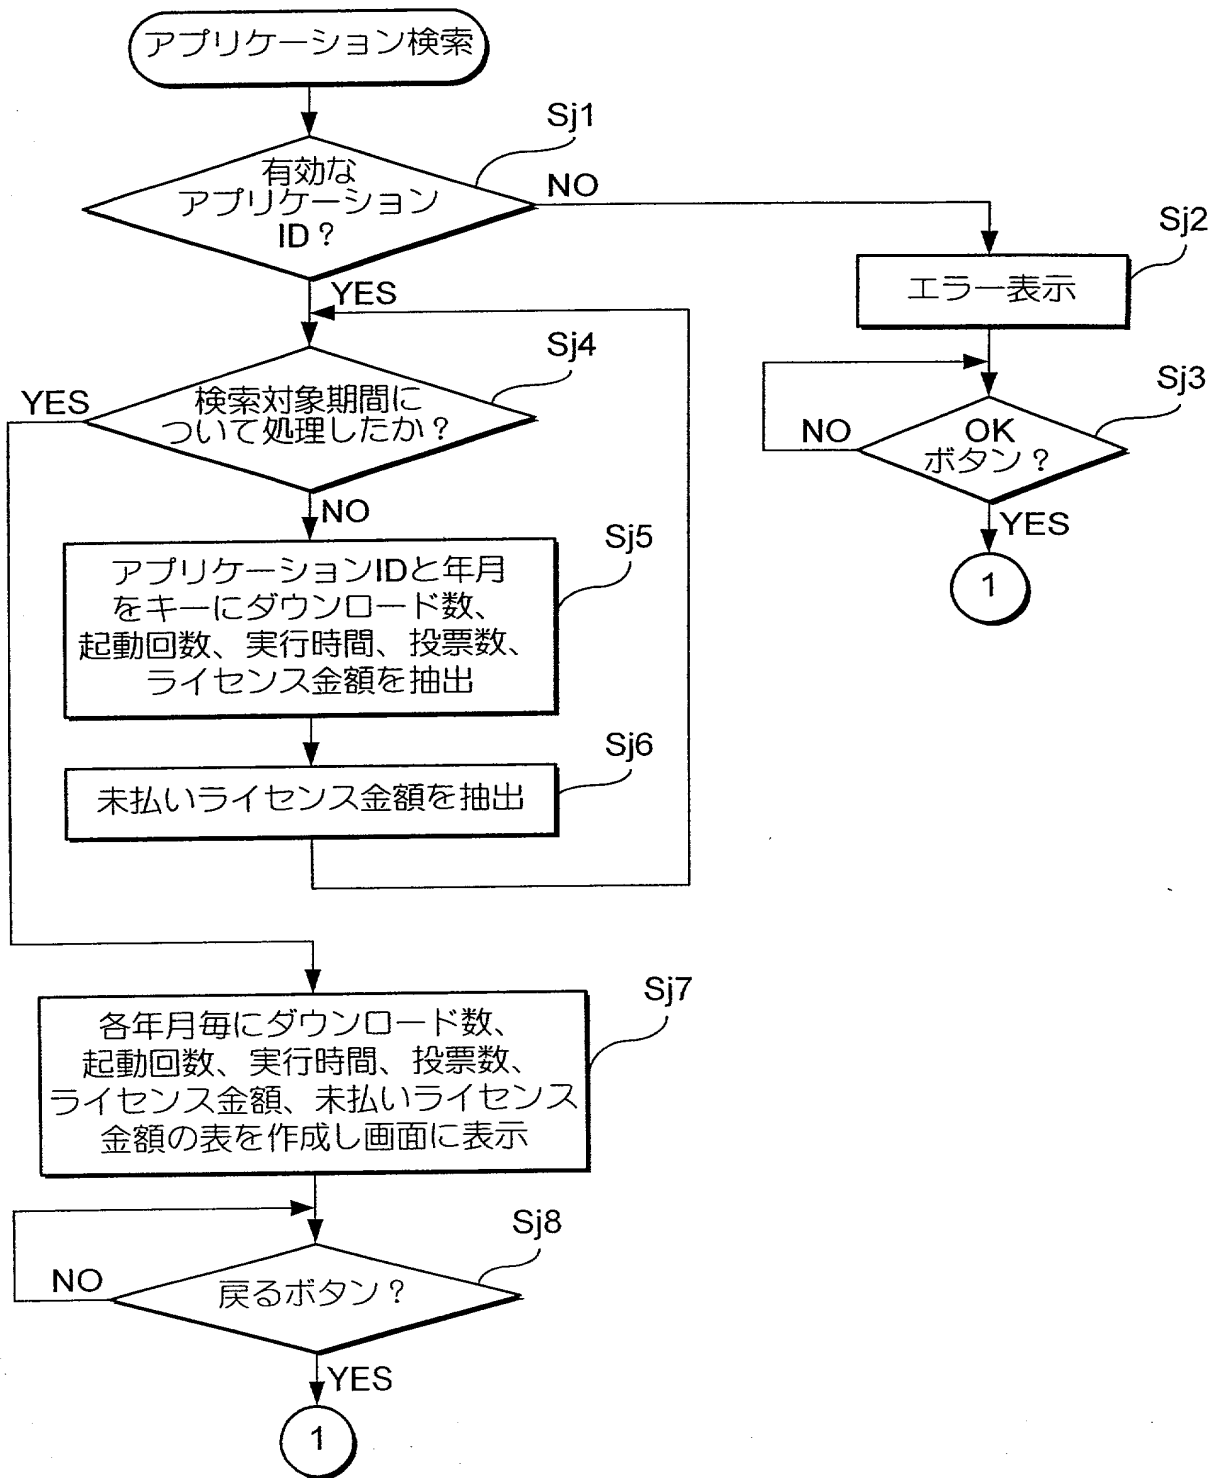 アプリケーション検索
Sj1
有効な
アプリケーション
ID？
NO
YES
Sj2
エラー表示
Sj3
OK
ボタン？
NO
YES
1
Sj4
検索対象期間に
ついて処理したか？
YES
NO
Sj5
アプリケーションIDと年月
をキーにダウンロード数、
起動回数、実行時間、投票数、
ライセンス金額を抽出
Sj6
未払いライセンス金額を抽出
Sj7
各年月毎にダウンロード数、
起動回数、実行時間、投票数、
ライセンス金額、未払いライセンス
金額の表を作成し画面に表示
Sj8
戻るボタン？
NO
YES
1